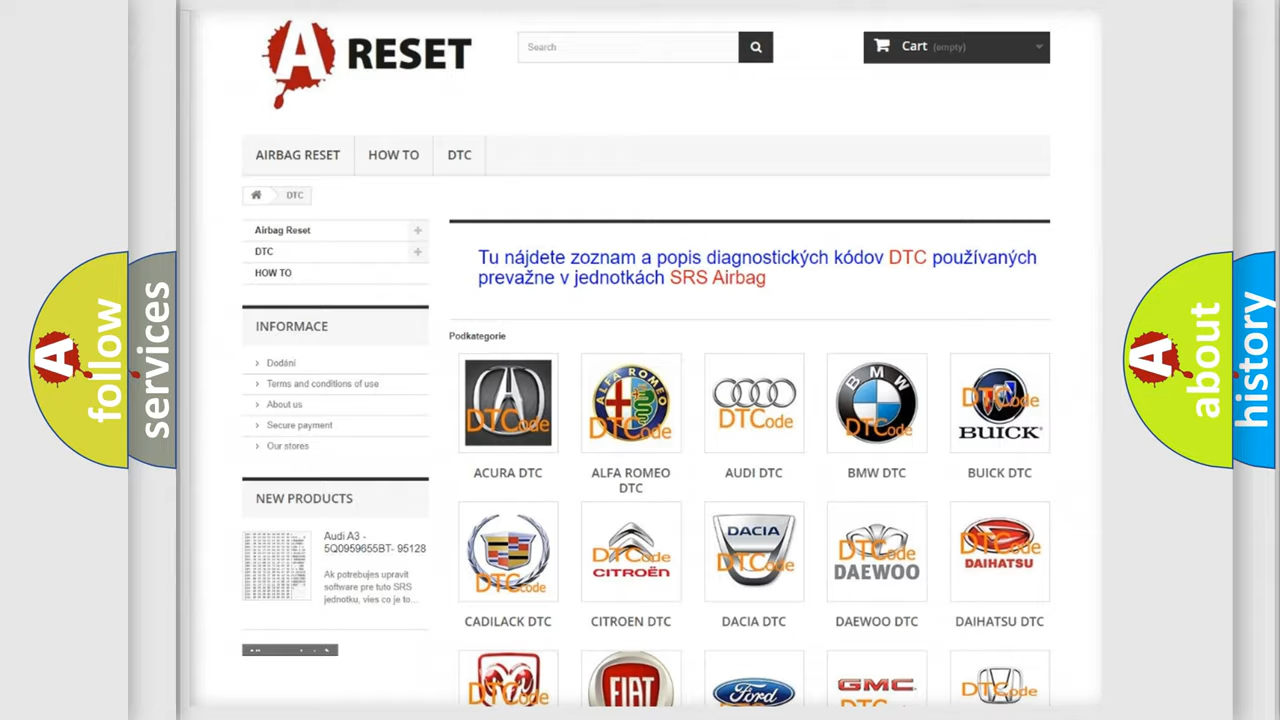 A RESET
Search
Cart (empty)
AIRBAG RESET
HOW TO
DTC
DTC
Airbag Reset
DTC
HOW TO
INFORMACE
Dodání
Terms and conditions of use
About us
Secure payment
Our stores
NEW PRODUCTS
Audi A3 -
5Q0959655BT- 95128
Ak potrebujes upravit
software pre tuto SRS
jednotku, vies co je to...
Tu nájdete zoznam a popis diagnostických kódov DTC používaných
prevažne v jednotkách SRS Airbag
Podkategorie
DTCode
ALFA ROMEO
DTCode
DTCode
BMW
DTCode
DTCode
BUICK
ACURA DTC
ALFA ROMEO
DTC
AUDI DTC
BMW DTC
BUICK DTC
DTCode
DTCode
CITROËN
DACIA
DTCode
DTCode
DAEWOO
DTCode
DAIHATSU
CADILACK DTC
CITROEN DTC
DACIA DTC
DAEWOO DTC
DAIHATSU DTC
DTCode
FIAT
Ford
GMC
DTCode
A follow
services
A about
history